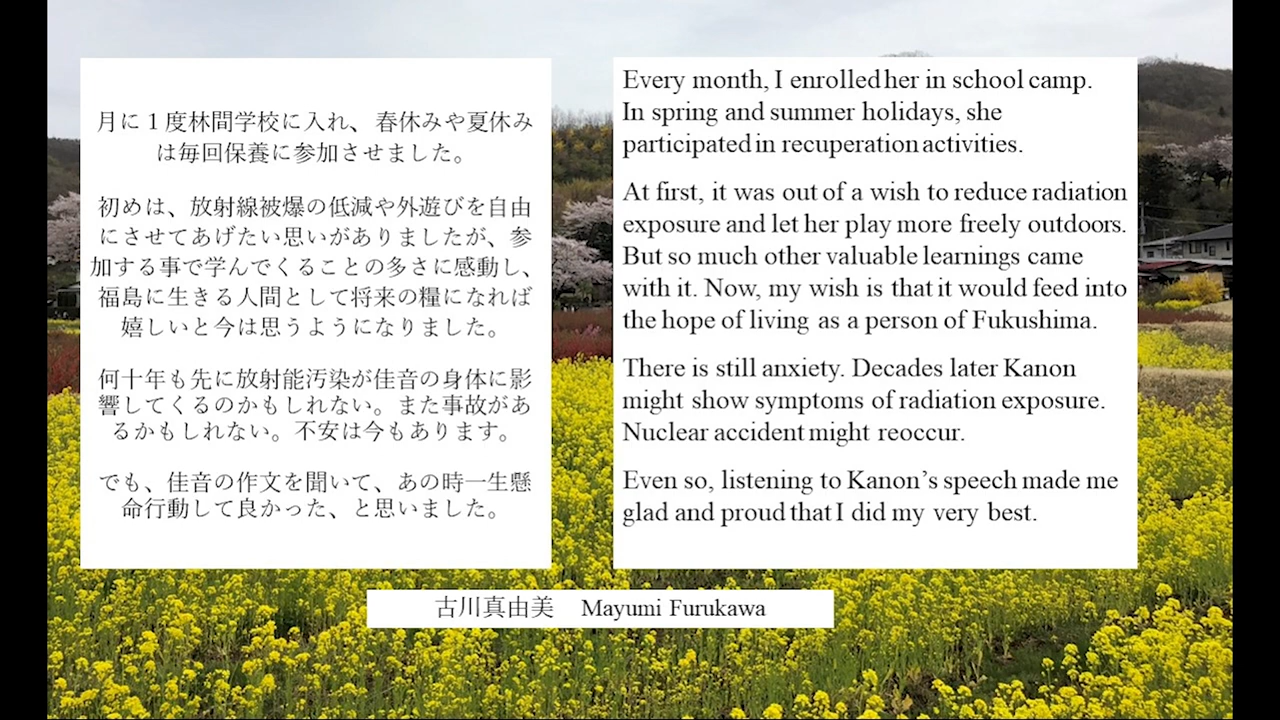 月に１度林間学校に入れ、春休みや夏休み
は毎回保養に参加させました。
初めは、放射線被爆の低減や外遊びを自由
にさせてあげたい思いがありましたが、参
加する事で学んでくることの多さに感動し、
福島に生きる人間として将来の糧になれば
嬉しいと今は思うようになりました。
何十年も先に放射能汚染が佳音の身体に影
響してくるのかもしれない。また事故があ
るかもしれない。不安は今もあります。
でも、佳音の作文を聞いて、あの時一生懸
命行動して良かった、と思いました。
Every month, I enrolled her in school camp.
In spring and summer holidays, she
participated in recuperation activities.
At first, it was out of a wish to reduce radiation
exposure and let her play more freely outdoors.
But so much other valuable learnings came
with it. Now, my wish is that it would feed into
the hope of living as a person of Fukushima.
There is still anxiety. Decades later Kanon
might show symptoms of radiation exposure.
Nuclear accident might reoccur.
Even so, listening to Kanon’s speech made me
glad and proud that I did my very best.
古川真由美 Mayumi Furukawa